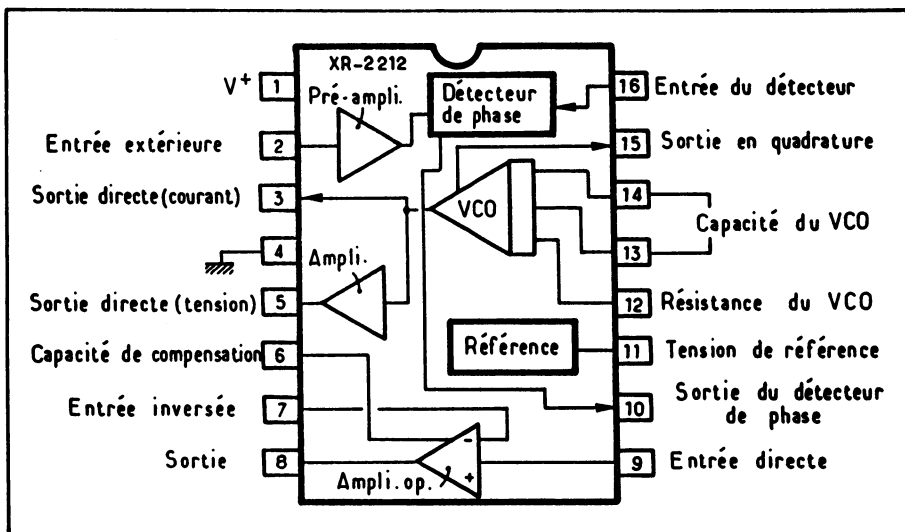 XR-2212
V+
1
Pré-ampli.
Détecteur
de phase
16
Entrée du détecteur
Entrée extérieure
2
15
Sortie en quadrature
Sortie directe (courant)
3
VCO
14
Capacité du VCO
4
13
Ampli.
Sortie directe (tension)
5
12
Résistance du VCO
Capacité de compensation
6
Référence
11
Tension de référence
Entrée inversée
7
10
Sortie du détecteur
de phase
Sortie
8
-
+
Ampli.op.
9
Entrée directe